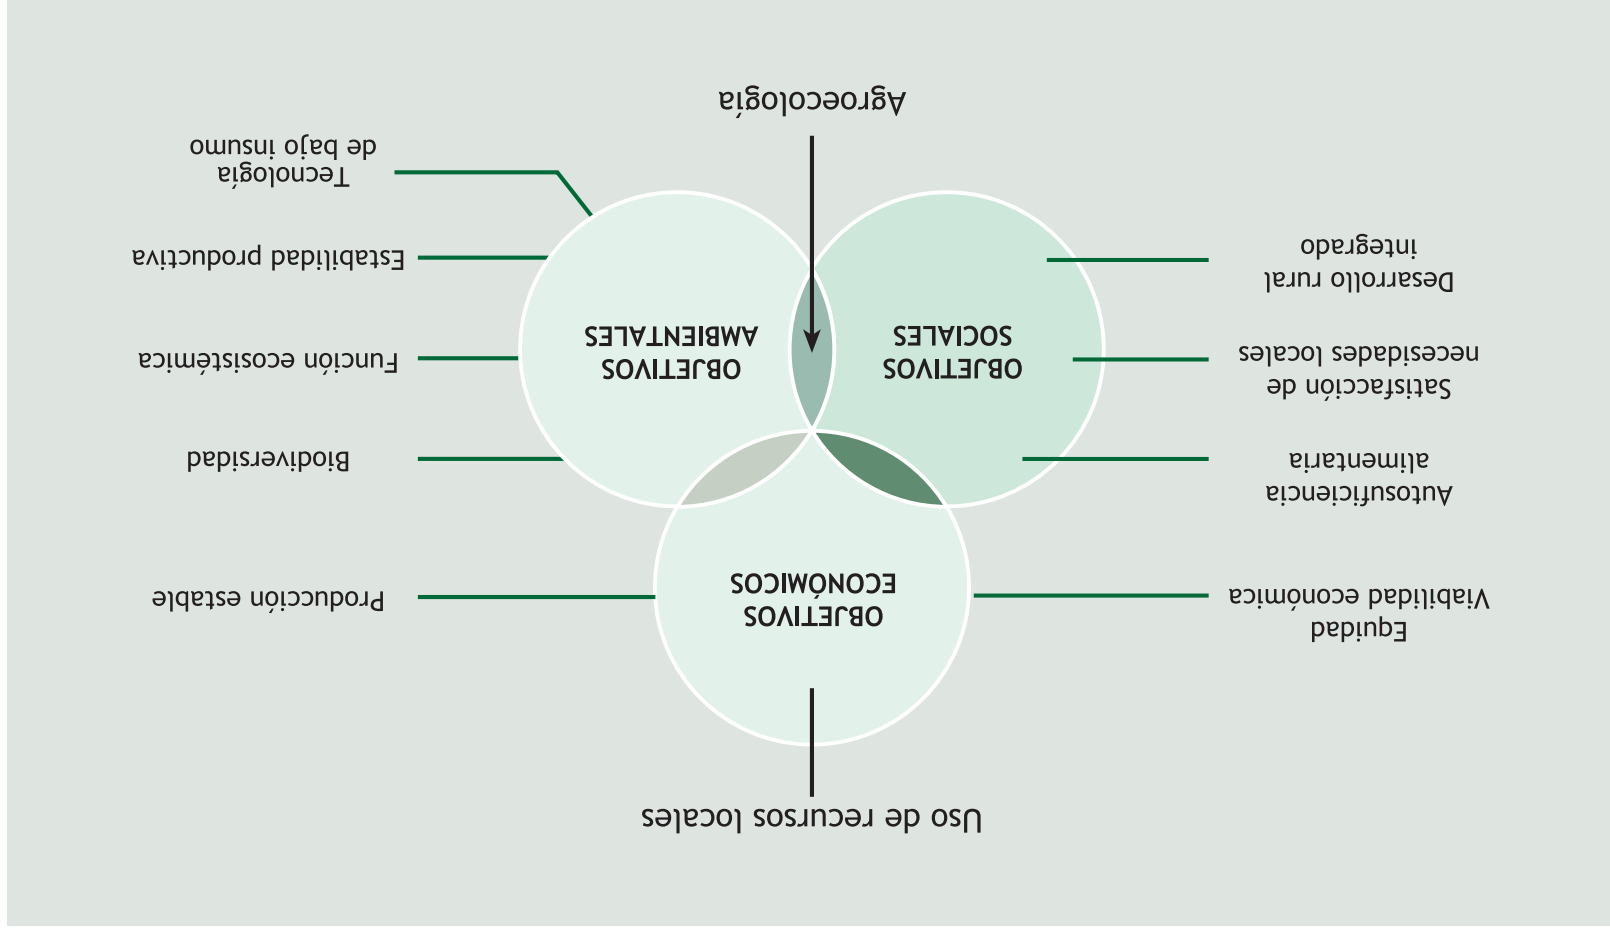 Uso de recursos locales
Equidad
Viabilidad económica
OBJETIVOS
ECONÓMICOS
Producción estable
Autosuficiencia
alimentaria
Biodiversidad
Satisfacción de
necesidades locales
OBJETIVOS
SOCIALES
OBJETIVOS
AMBIENTALES
Función ecosistémica
Desarrollo rural
integrado
Estabilidad productiva
Tecnología
de bajo insumo
Agroecología